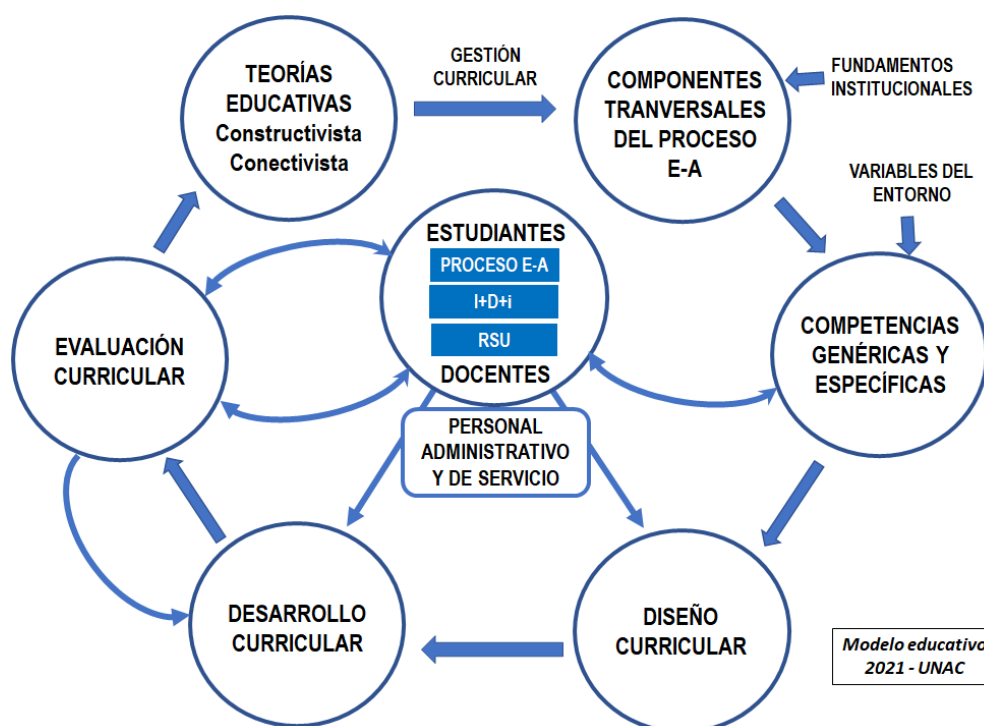 TEORÍAS
EDUCATIVAS
Constructivista
Conectivista
GESTIÓN
CURRICULAR
COMPONENTES
TRANVERSALES
DEL PROCESO
E-A
FUNDAMENTOS
INSTITUCIONALES
VARIABLES DEL
ENTORNO
ESTUDIANTES
PROCESO E-A
I+D+i
RSU
DOCENTES
EVALUACIÓN
CURRICULAR
COMPETENCIAS
GENÉRICAS Y
ESPECÍFICAS
PERSONAL
ADMINISTRATIVO
Y DE SERVICIO
DESARROLLO
CURRICULAR
DISEÑO
CURRICULAR
Modelo educativo
2021 - UNAC